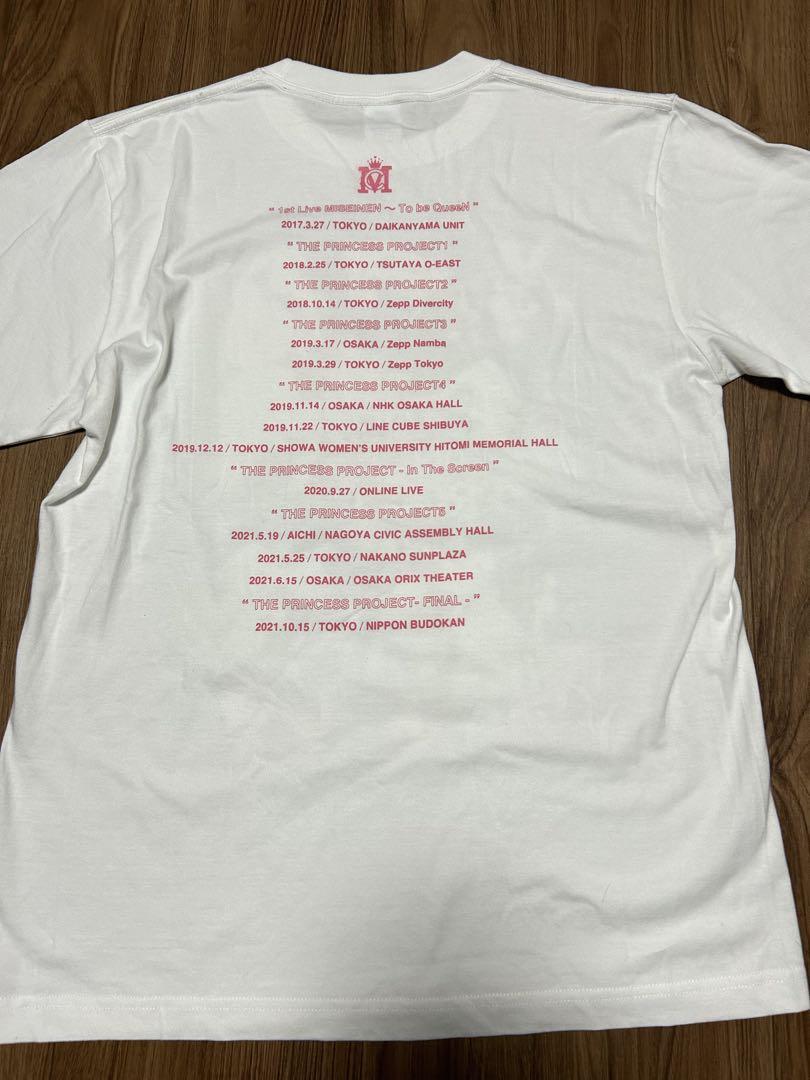 “ 1st Live MISEINEN ～ To be QueeN ”
2017.3.27 / TOKYO / DAIKANYAMA UNIT
“ THE PRINCESS PROJECT1 ”
2018.2.25 / TOKYO / TSUTAYA O-EAST
“ THE PRINCESS PROJECT2 ”
2018.10.14 / TOKYO / Zepp Divercity
“ THE PRINCESS PROJECT3 ”
2019.3.17 / OSAKA / Zepp Namba
2019.3.29 / TOKYO / Zepp Tokyo
“ THE PRINCESS PROJECT4 ”
2019.11.14 / OSAKA / NHK OSAKA HALL
2019.11.22 / TOKYO / LINE CUBE SHIBUYA
2019.12.12 / TOKYO / SHOWA WOMEN'S UNIVERSITY HITOMI MEMORIAL HALL
“ THE PRINCESS PROJECT - In The Screen ”
2020.9.27 / ONLINE LIVE
“ THE PRINCESS PROJECT5 ”
2021.5.19 / AICHI / NAGOYA CIVIC ASSEMBLY HALL
2021.5.25 / TOKYO / NAKANO SUNPLAZA
2021.6.15 / OSAKA / OSAKA ORIX THEATER
“ THE PRINCESS PROJECT- FINAL - ”
2021.10.15 / TOKYO / NIPPON BUDOKAN